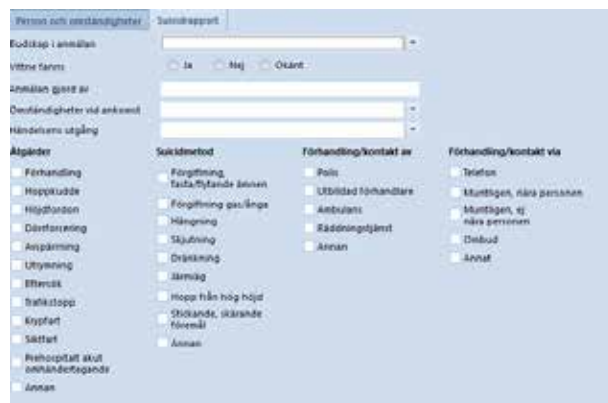 Person och omständigheter
Suicidrapport
Budskap i anmälan
Vittne fanns
Ja
Nej
Okänt
Anmälan gjord av
Omständigheter vid ankomst
Händelsens utgång
Åtgärder
Förhandling
Hoppkudde
Höjdfordon
Dörrforcering
Avspärrning
Utrymning
Eftersök
Trafikstopp
Krypfart
Siktfart
Prehospitalt akut
omhändertagande
Annan
Suicidmetod
Förgiftning,
fasta/flytande ämnen
Förgiftning gas/ånga
Hängning
Skjutning
Dränkning
Järnväg
Hopp från hög höjd
Stickande, skärande
föremål
Annan
Förhandling/kontakt av
Polis
Utbildad förhandlare
Ambulans
Räddningstjänst
Annan
Förhandling/kontakt via
Telefon
Muntligen, nära personen
Muntligen, ej
nära personen
Ombud
Annat